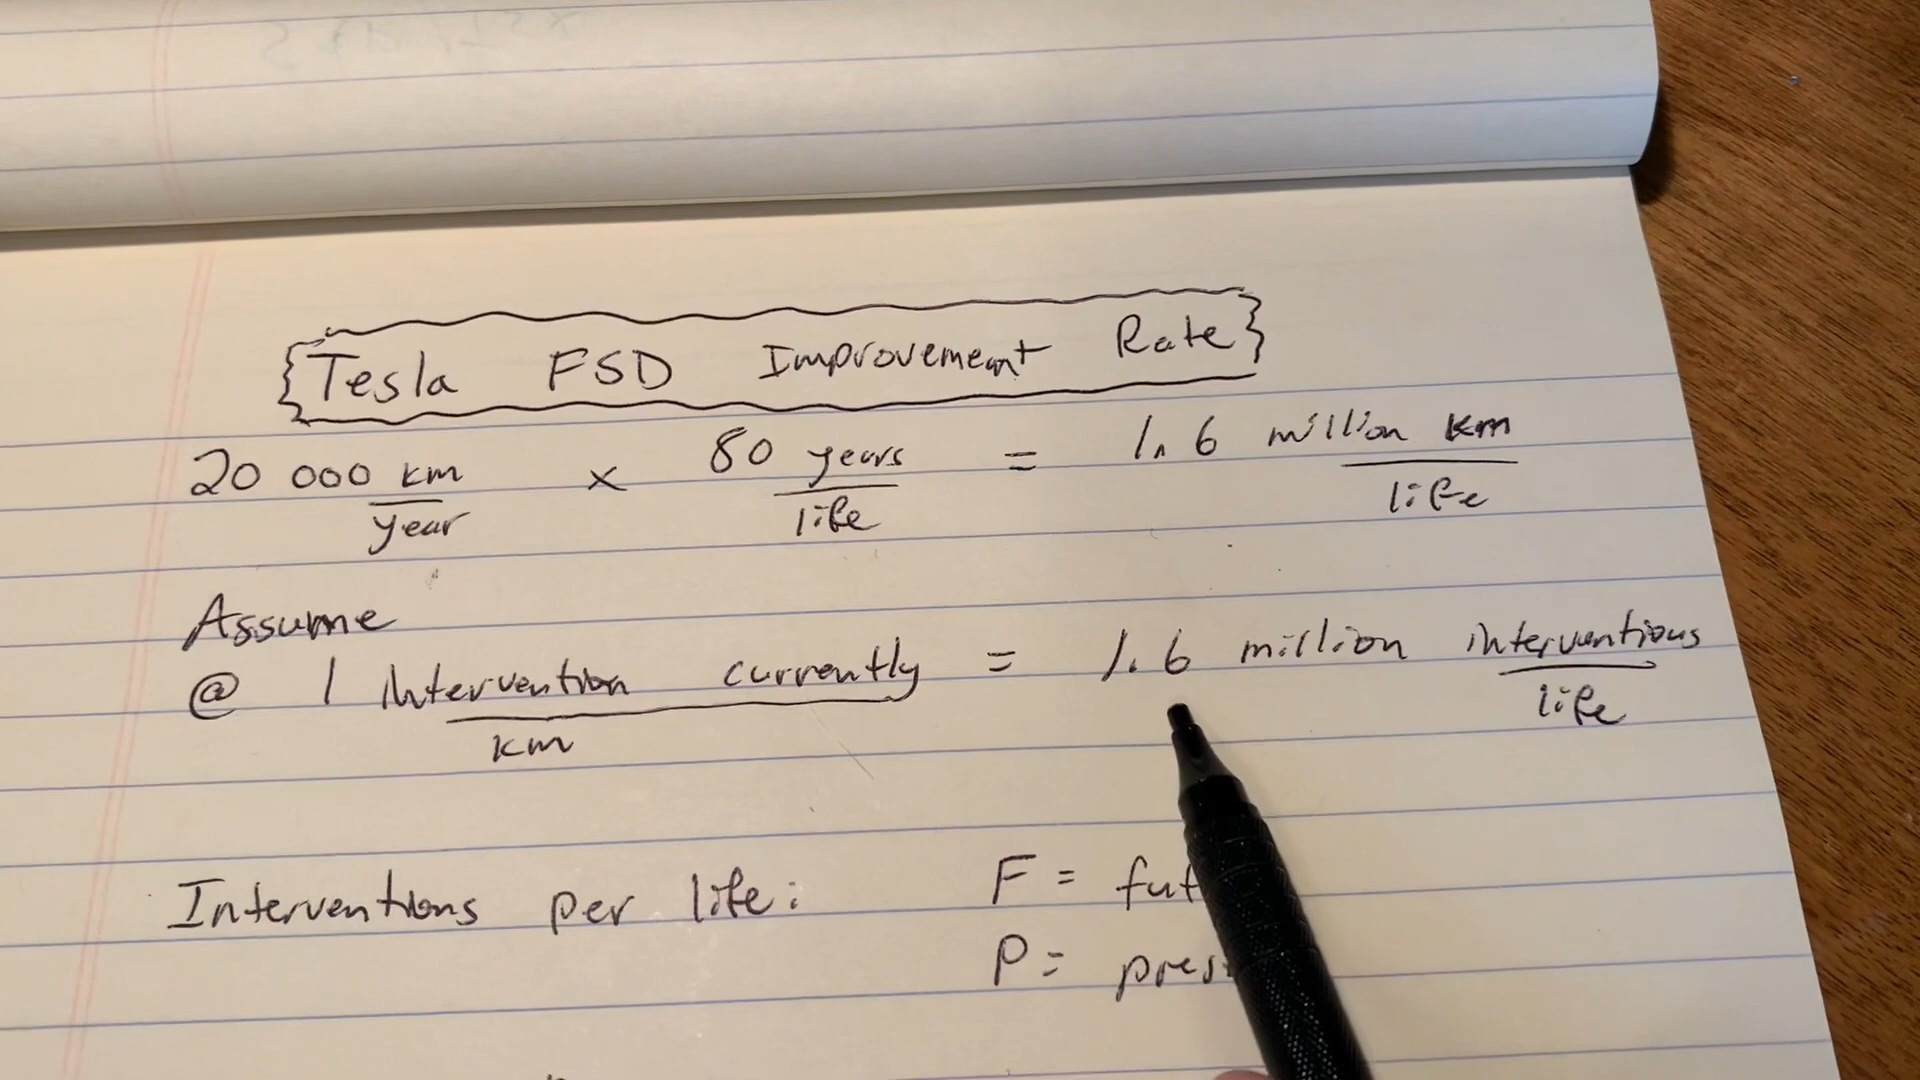 Tesla FSD Improvement Rate
20 000 km/year x 80 years/life = 1.6 million km/life
Assume
@ 1 intervention currently/km = 1.6 million interventions/life
Interventions per life: F = fut
P = pres